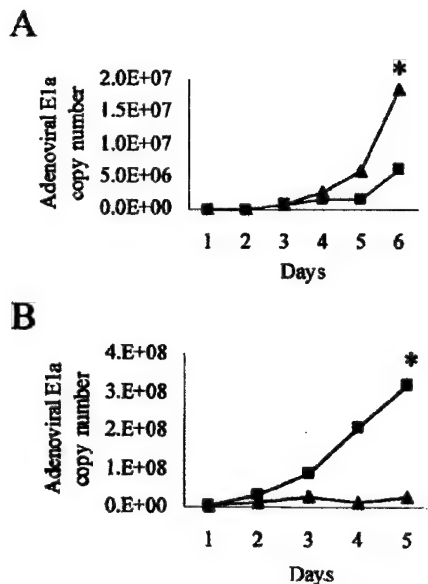 A
Adenoviral E1a
copy number
2.0E+07
1.5E+07
1.0E+07
5.0E+06
0.0E+00
*
1 2 3 4 5 6
Days
B
Adenoviral E1a
copy number
4.E+08
3.E+08
2.E+08
1.E+08
0.E+00
*
1 2 3 4 5
Days